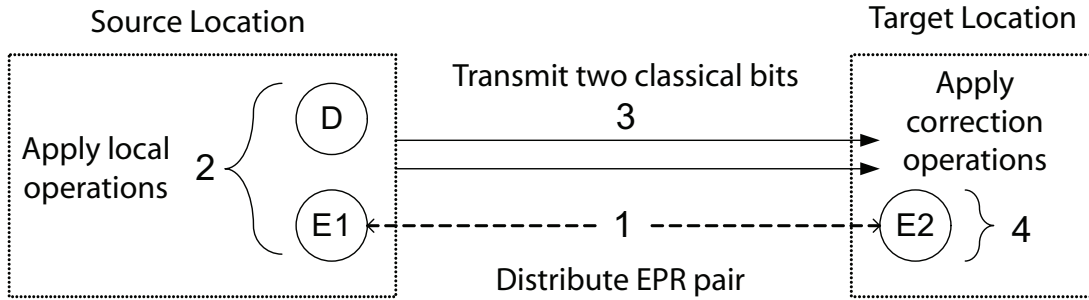 Source Location
Target Location
Transmit two classical bits
3
Apply local
operations
2
D
E1
1
Distribute EPR pair
Apply
correction
operations
E2
4